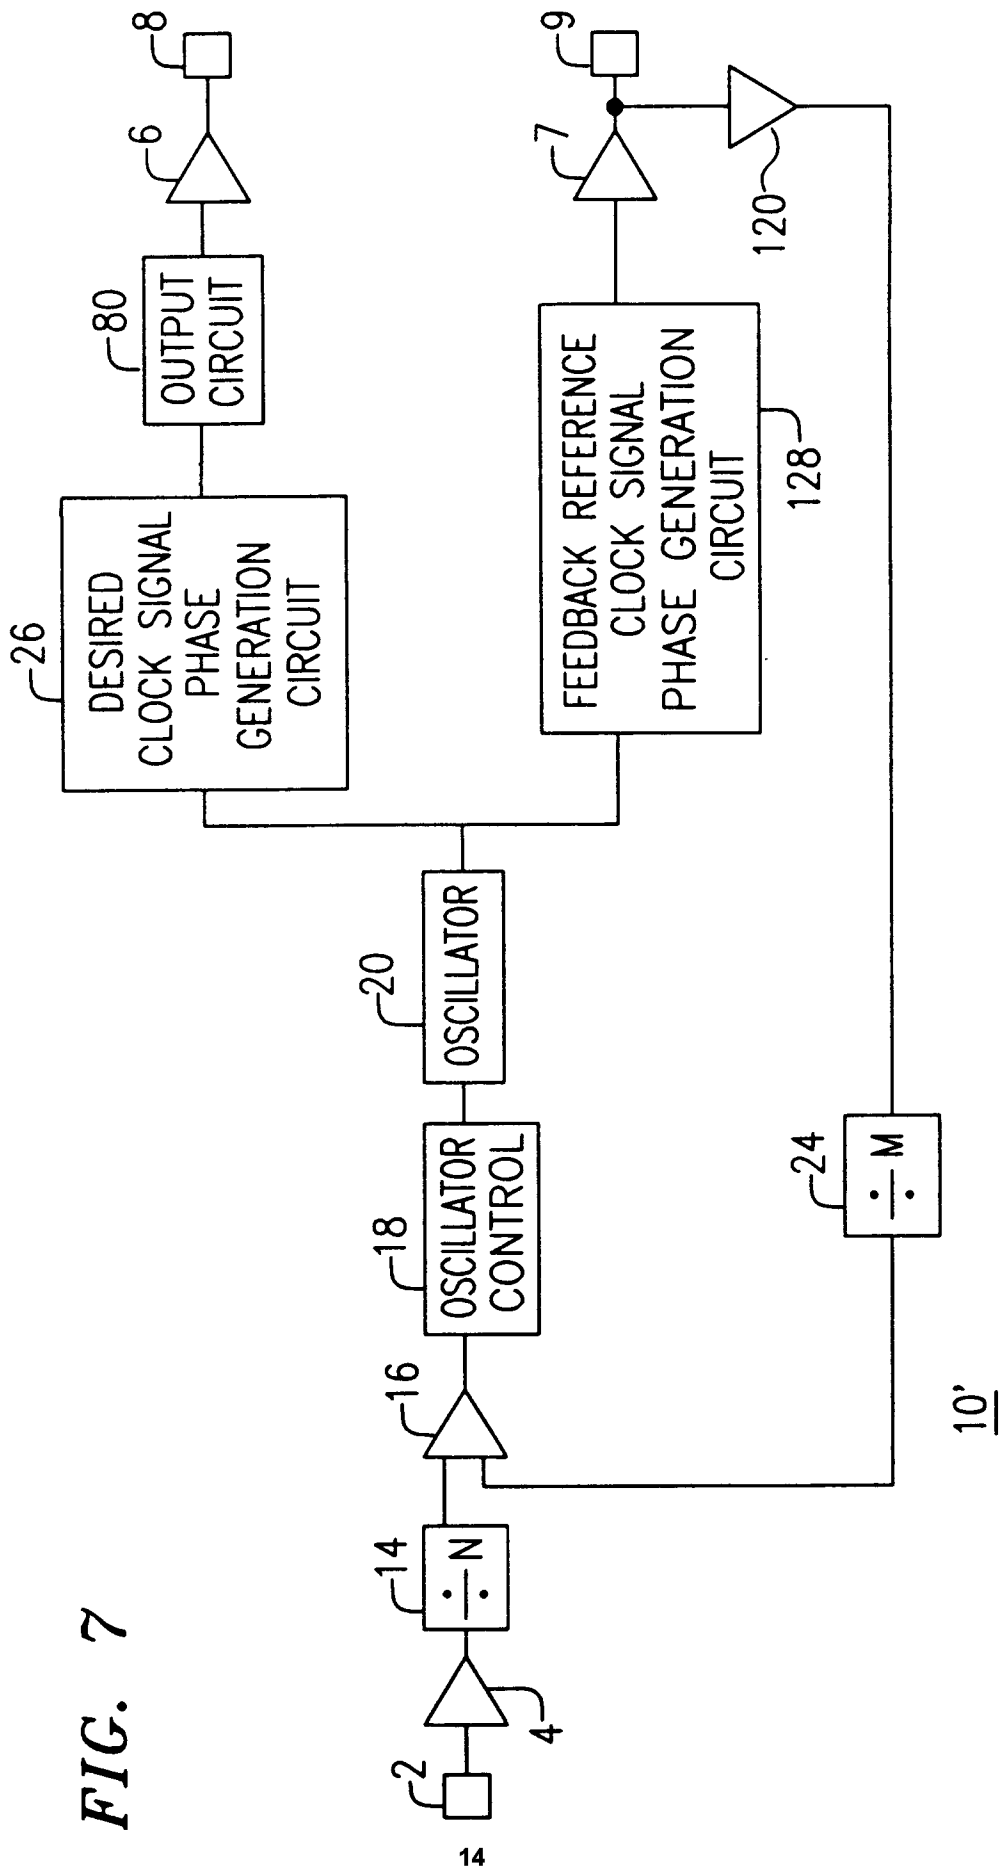 FIG. 7
10'
2
4
14
÷ N
16
18
OSCILLATOR
CONTROL
20
OSCILLATOR
26
DESIRED
CLOCK SIGNAL
PHASE
GENERATION
CIRCUIT
80
OUTPUT
CIRCUIT
6
8
FEEDBACK REFERENCE
CLOCK SIGNAL
PHASE GENERATION
CIRCUIT
128
7
9
120
24
÷ M
14